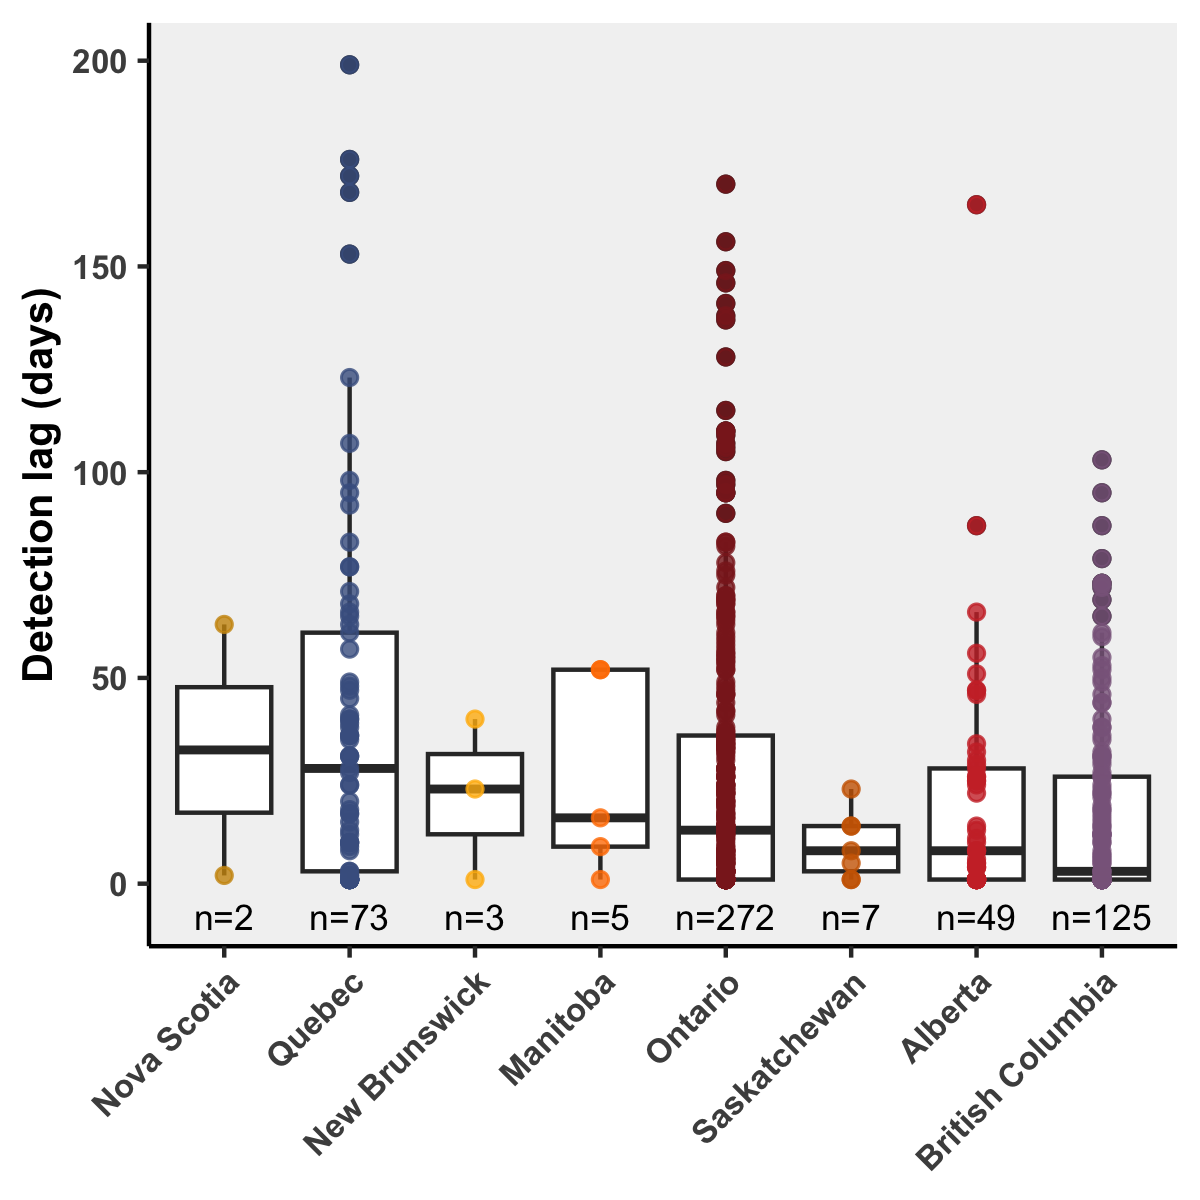 Detection lag (days)
200
150
100
50
0
n=2 n=73 n=3 n=5 n=272 n=7 n=49 n=125
Nova Scotia
Quebec
New Brunswick
Manitoba
Ontario
Saskatchewan
Alberta
British Columbia